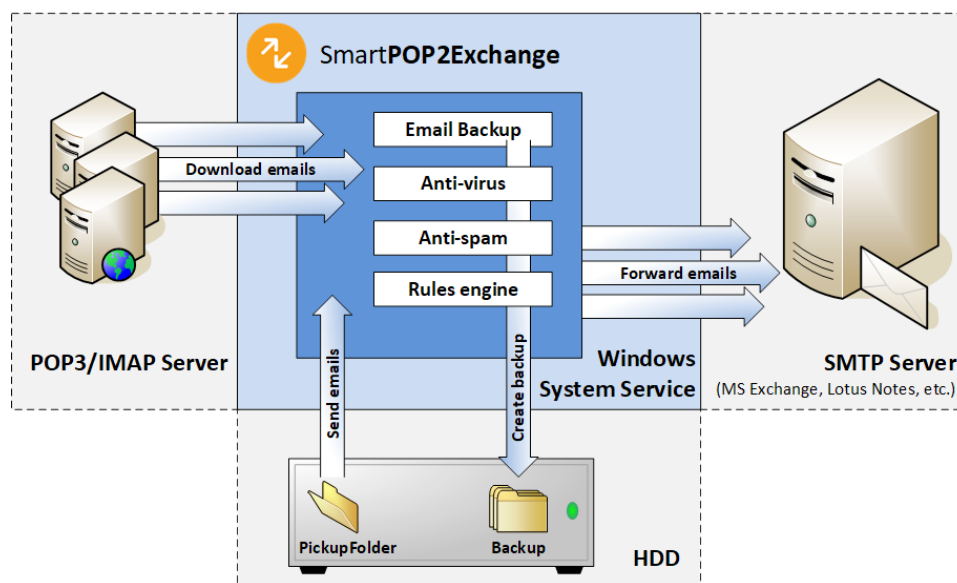 SmartPOP2Exchange
Email Backup
Download emails
Anti-virus
Anti-spam
Forward emails
Rules engine
POP3/IMAP Server
Windows
System Service
SMTP Server
(MS Exchange, Lotus Notes, etc.)
Send emails
Create backup
PickupFolder
Backup
HDD